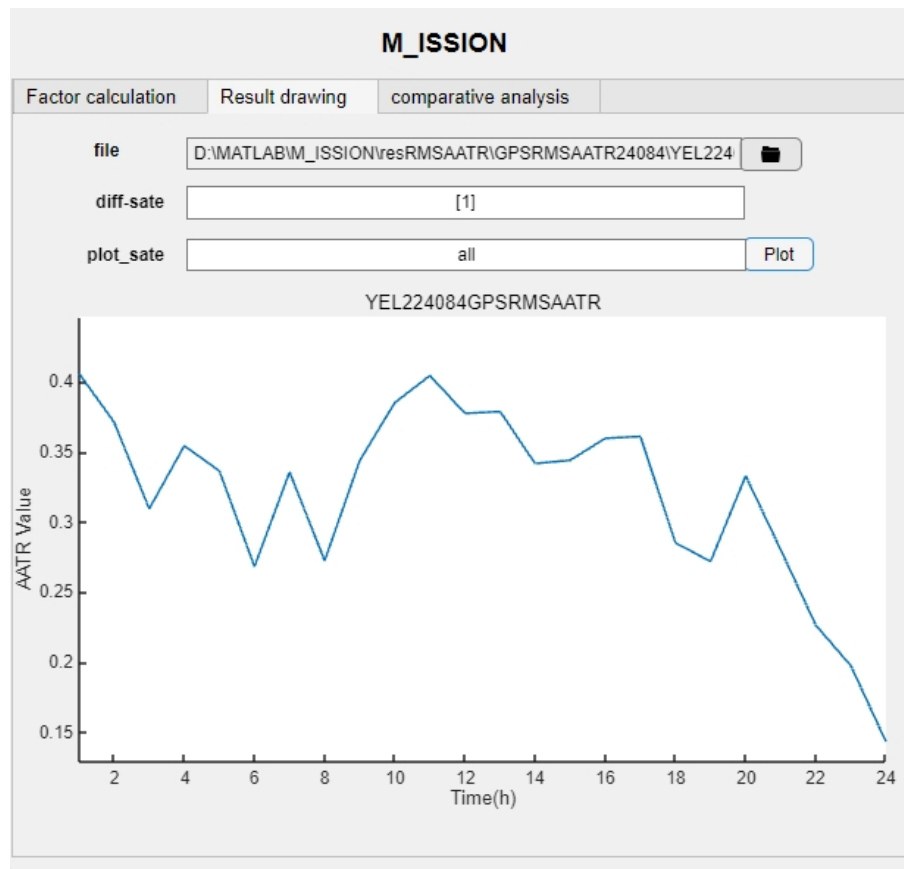 M_ISSION
Factor calculation Result drawing comparative analysis
file D:\MATLAB\M_ISSION\resRMSAATR\GPSRMSAATR24084\YEL224
diff-sate [1]
plot_sate all Plot
YEL224084GPSRMSAATR
0.4
0.35
0.3
0.25
0.2
0.15
AATR Value
2 4 6 8 10 12 14 16 18 20 22 24
Time(h)